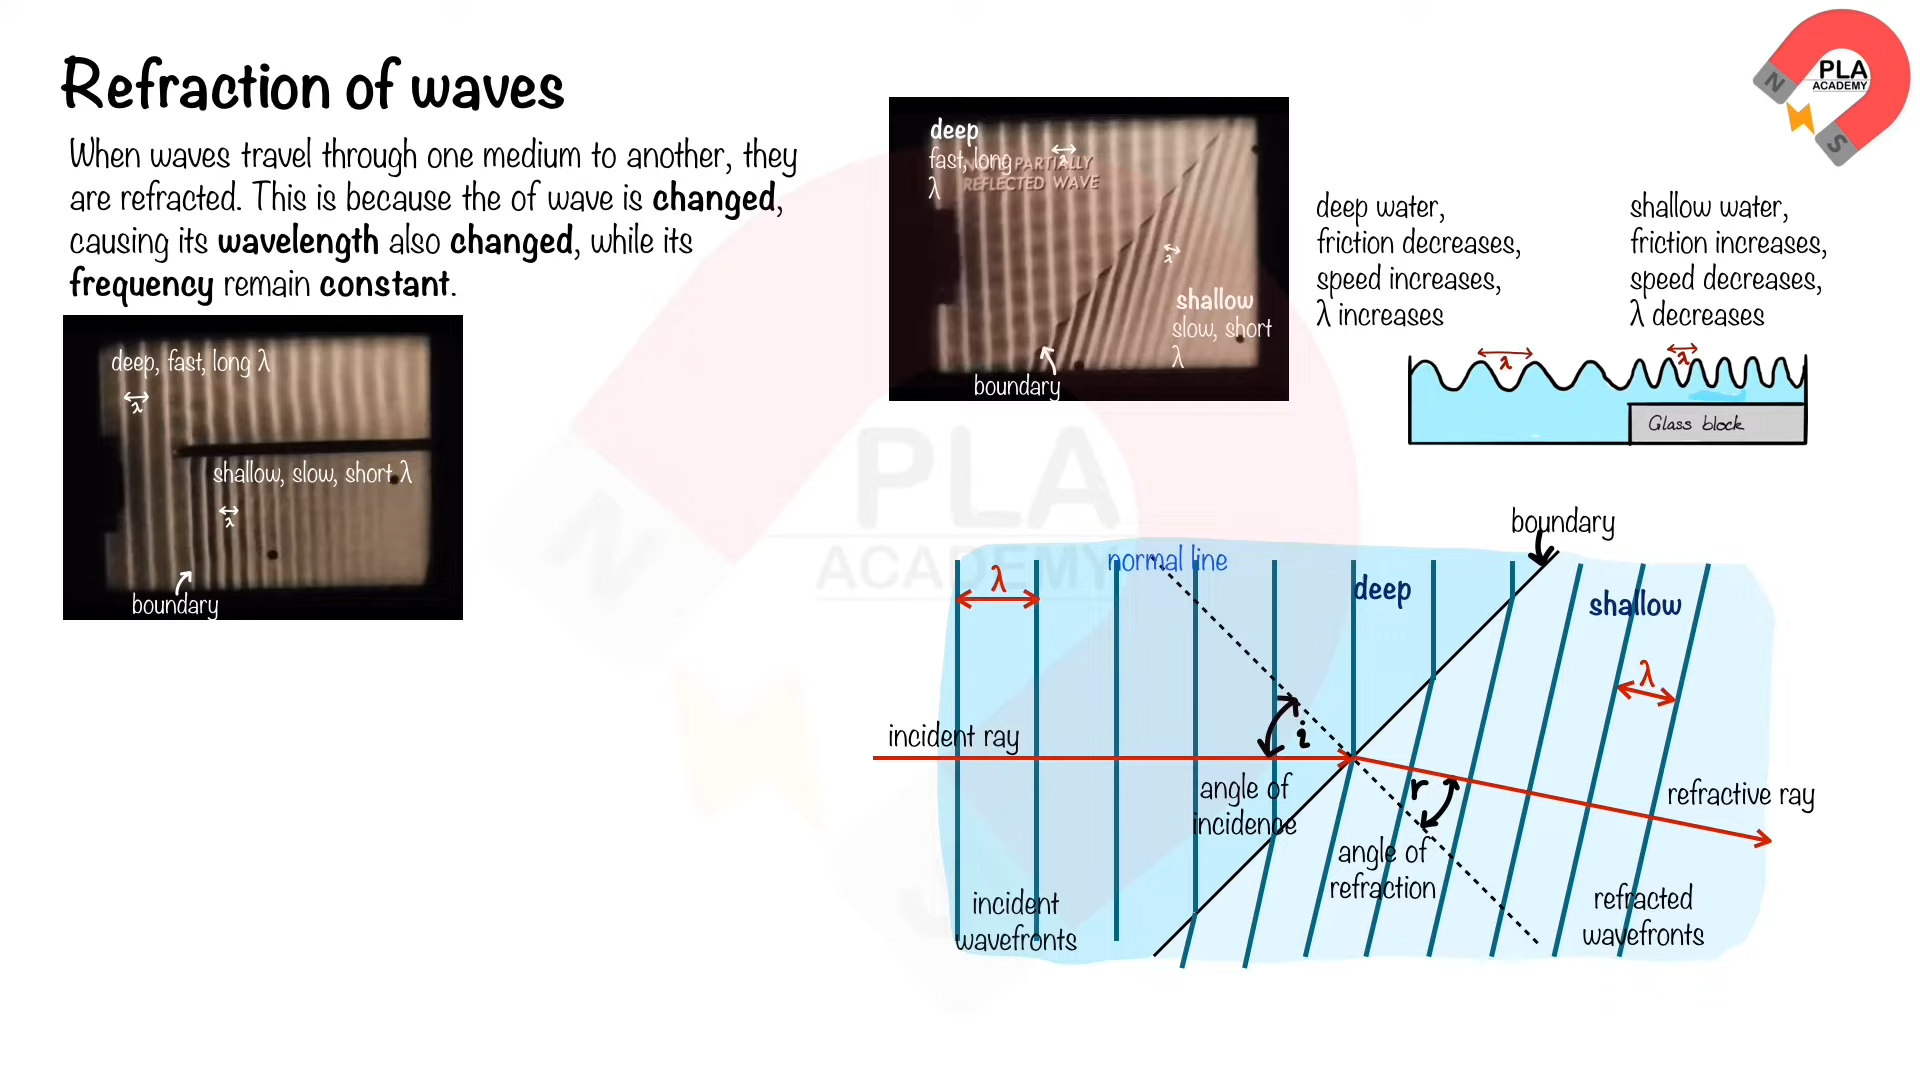 Refraction of waves
When waves travel through one medium to another, they
are refracted. This is because the of wave is changed,
causing its wavelength also changed, while its
frequency remain constant.
deep, fast, long λ
λ
shallow, slow, short λ
λ
boundary
deep
fast, long
λ
λ
NOTE PARTIALLY
REFLECTED WAVE
λ
shallow
slow, short
λ
boundary
N
PLA
ACADEMY
S
deep water,
friction decreases,
speed increases,
λ increases
shallow water,
friction increases,
speed decreases,
λ decreases
λ
λ
Glass block
boundary
normal line
λ
deep
shallow
λ
incident ray
i
angle of
incidence
r
angle of
refraction
refractive ray
incident
wavefronts
refracted
wavefronts
PLA
ACADEMY
N
S